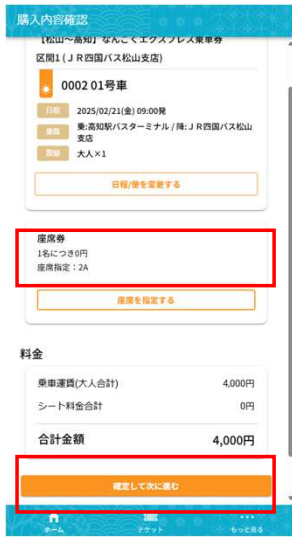 購入内容確認
【松山~高知】なんごくエクスプレス乗車券
区間1(JR四国バス松山支店)
0002 01号車
日程 2025/02/21(金) 09:00発
乗降 乗:高知駅バスターミナル / 降:JR四国バス松山
支店
大人×1
日程/便を変更する
座席券
1名につき0円
座席指定:2A
座席を指定する
料金
乗車運賃(大人合計) 4,000円
シート料金合計 0円
合計金額 4,000円
確定して次に進む
ホーム チケット もっと見る